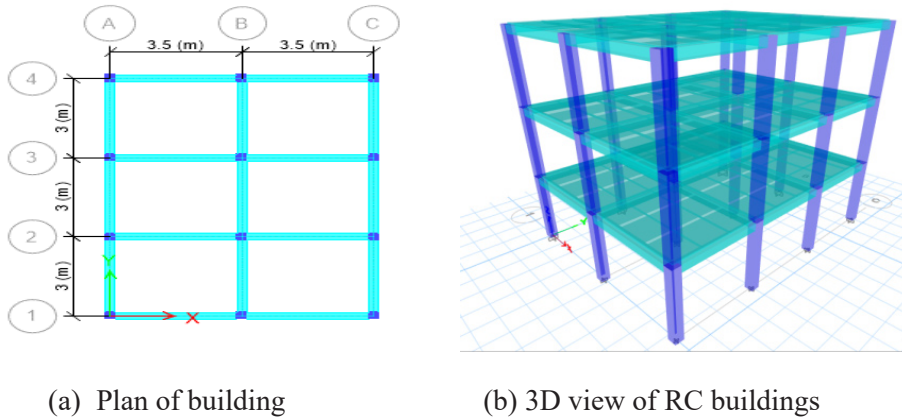 A B C
3.5 (m) 3.5 (m)
4
3 (m)
3
3 (m)
2
3 (m)
1
Y
X
(a) Plan of building
(b) 3D view of RC buildings